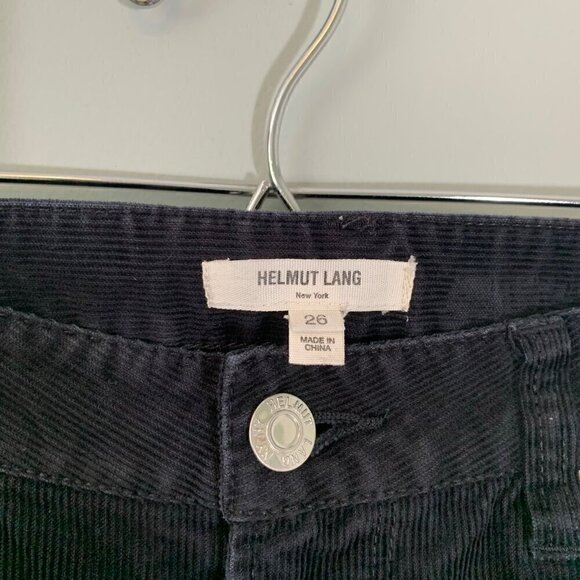 HELMUT LANG
New York
26
MADE IN
CHINA
HELMUT LANG